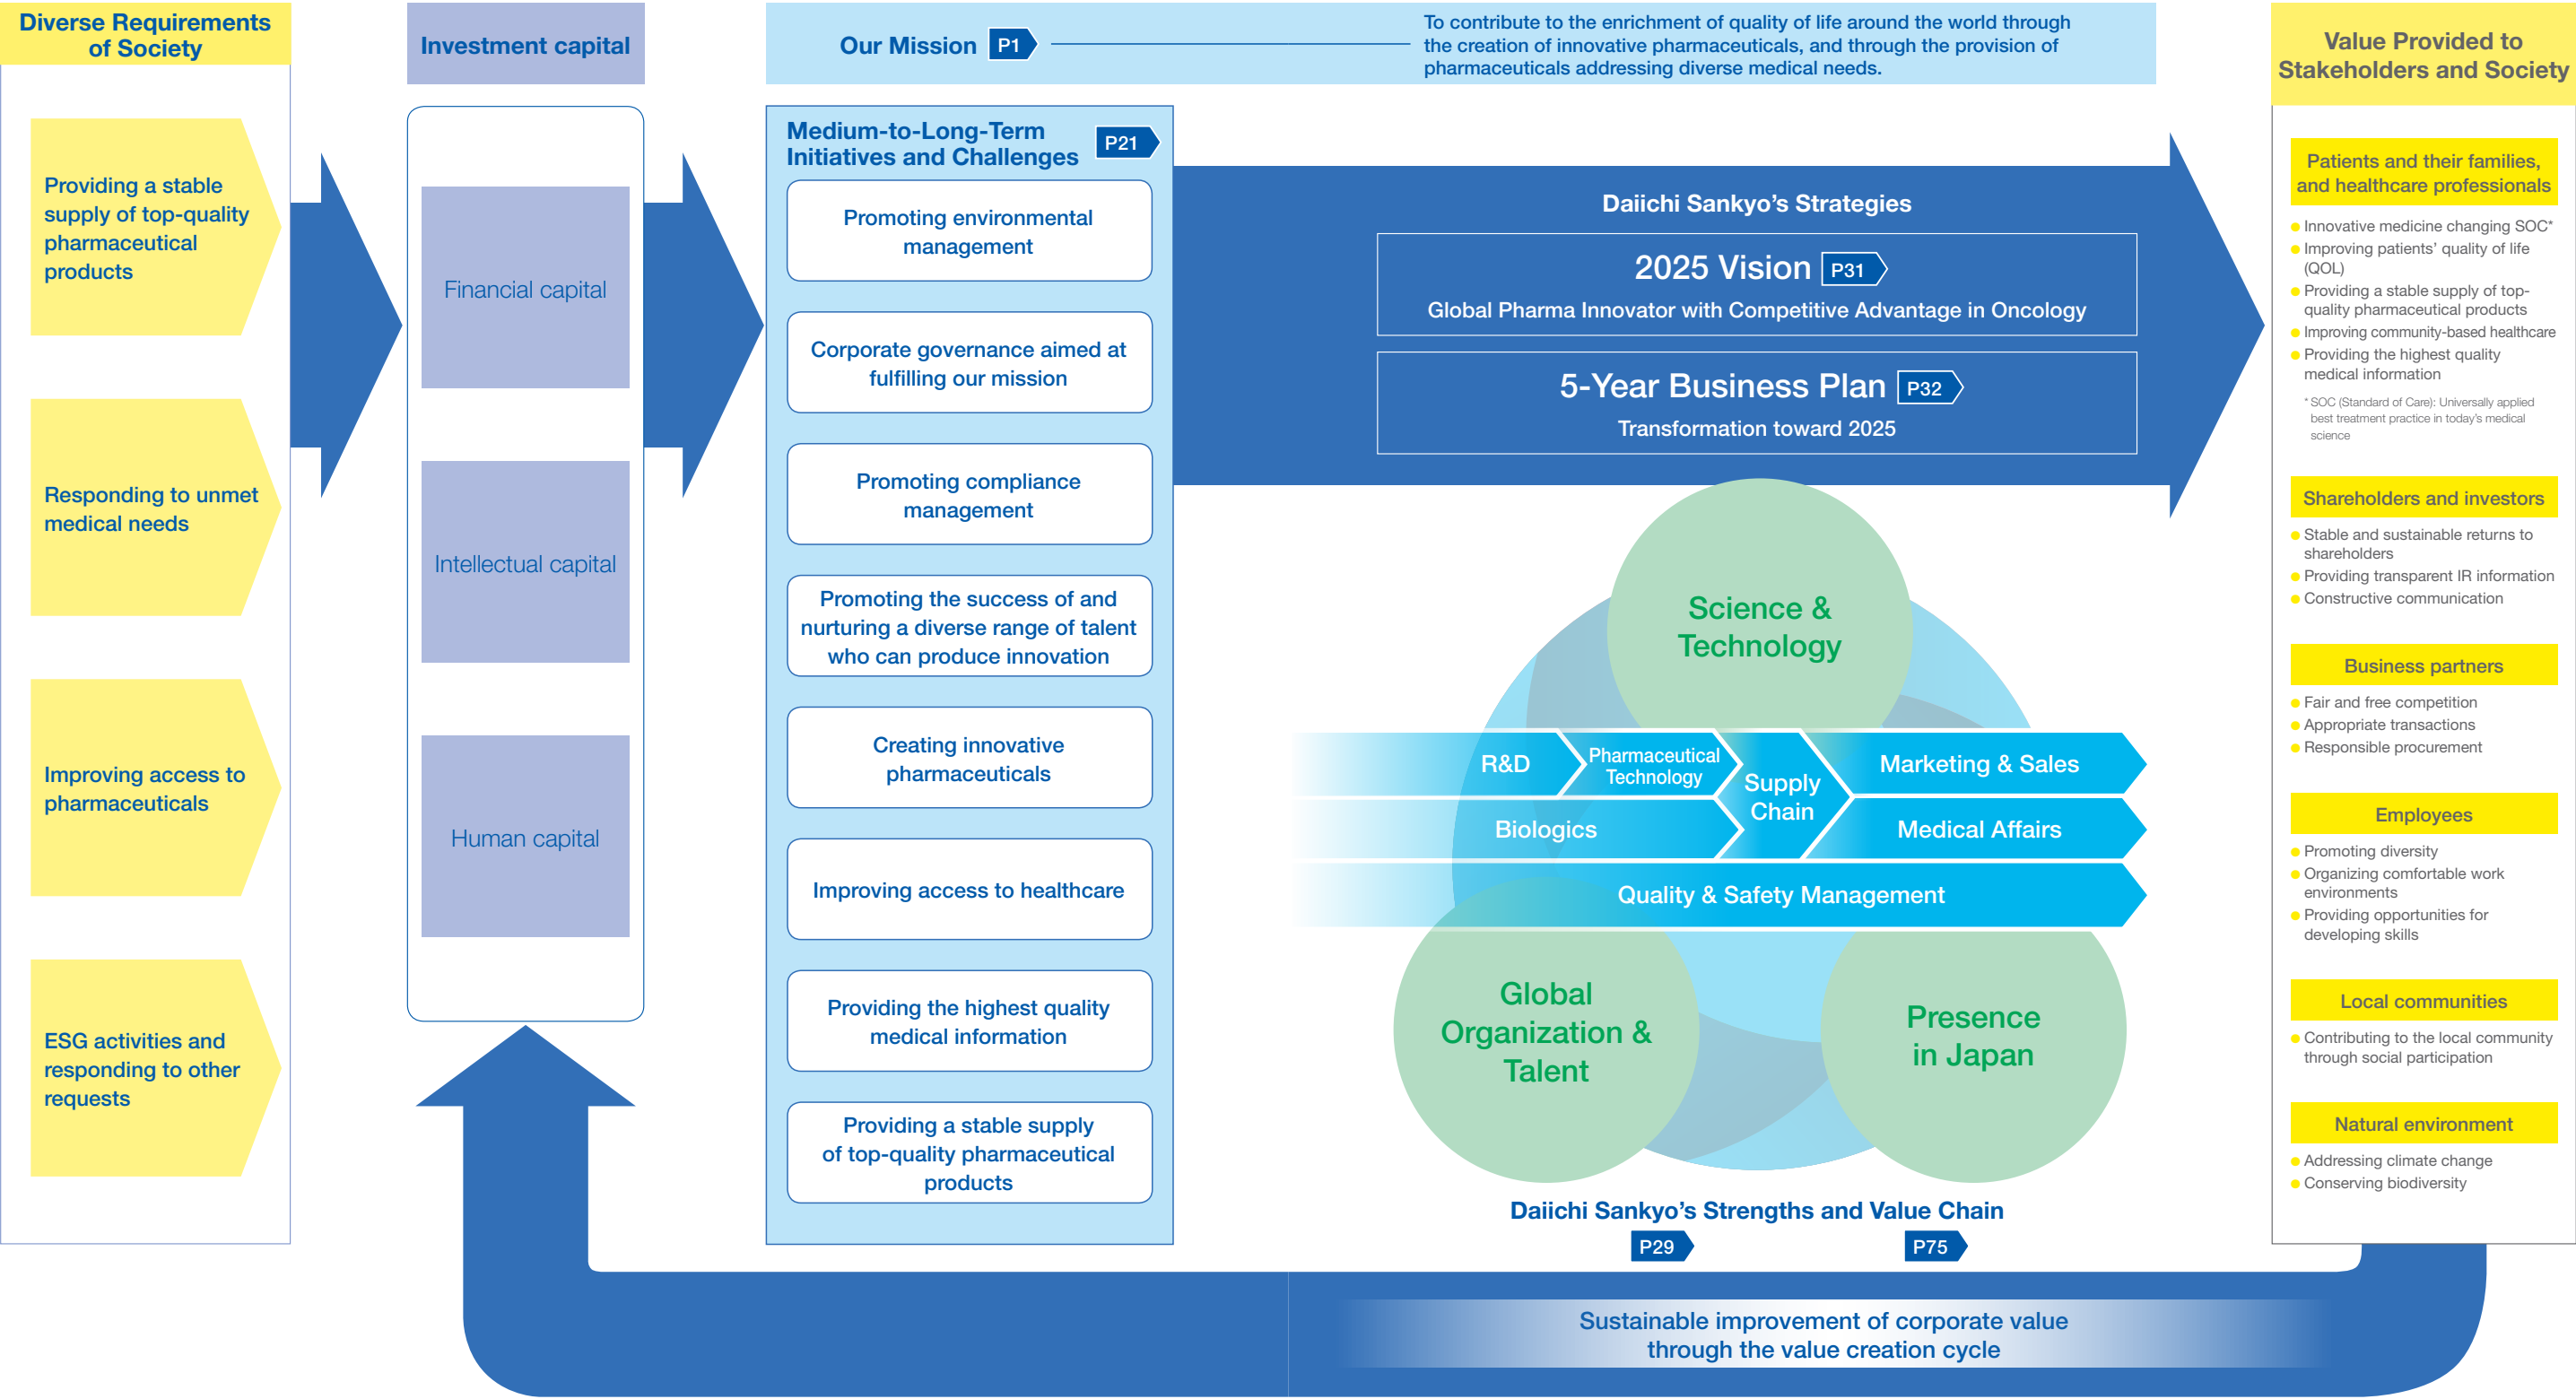 Diverse Requirements
of Society
Providing a stable
supply of top-quality
pharmaceutical
products
Responding to unmet
medical needs
Improving access to
pharmaceuticals
ESG activities and
responding to other
requests
Investment capital
Financial capital
Intellectual capital
Human capital
Our Mission P1
To contribute to the enrichment of quality of life around the world through
the creation of innovative pharmaceuticals, and through the provision of
pharmaceuticals addressing diverse medical needs.
Medium-to-Long-Term
Initiatives and Challenges P21
Promoting environmental
management
Corporate governance aimed at
fulfilling our mission
Promoting compliance
management
Promoting the success of and
nurturing a diverse range of talent
who can produce innovation
Creating innovative
pharmaceuticals
Improving access to healthcare
Providing the highest quality
medical information
Providing a stable supply
of top-quality pharmaceutical
products
Daiichi Sankyo’s Strategies
2025 Vision P31
Global Pharma Innovator with Competitive Advantage in Oncology
5-Year Business Plan P32
Transformation toward 2025
Science &
Technology
R&D
Pharmaceutical
Technology
Supply
Chain
Marketing & Sales
Biologics
Medical Affairs
Quality & Safety Management
Global
Organization &
Talent
Presence
in Japan
Daiichi Sankyo’s Strengths and Value Chain
P29 P75
Sustainable improvement of corporate value
through the value creation cycle
Value Provided to
Stakeholders and Society
Patients and their families,
and healthcare professionals
● Innovative medicine changing SOC*
● Improving patients’ quality of life
(QOL)
● Providing a stable supply of top-
quality pharmaceutical products
● Improving community-based healthcare
● Providing the highest quality
medical information
* SOC (Standard of Care): Universally applied
best treatment practice in today’s medical
science
Shareholders and investors
● Stable and sustainable returns to
shareholders
● Providing transparent IR information
● Constructive communication
Business partners
● Fair and free competition
● Appropriate transactions
● Responsible procurement
Employees
● Promoting diversity
● Organizing comfortable work
environments
● Providing opportunities for
developing skills
Local communities
● Contributing to the local community
through social participation
Natural environment
● Addressing climate change
● Conserving biodiversity